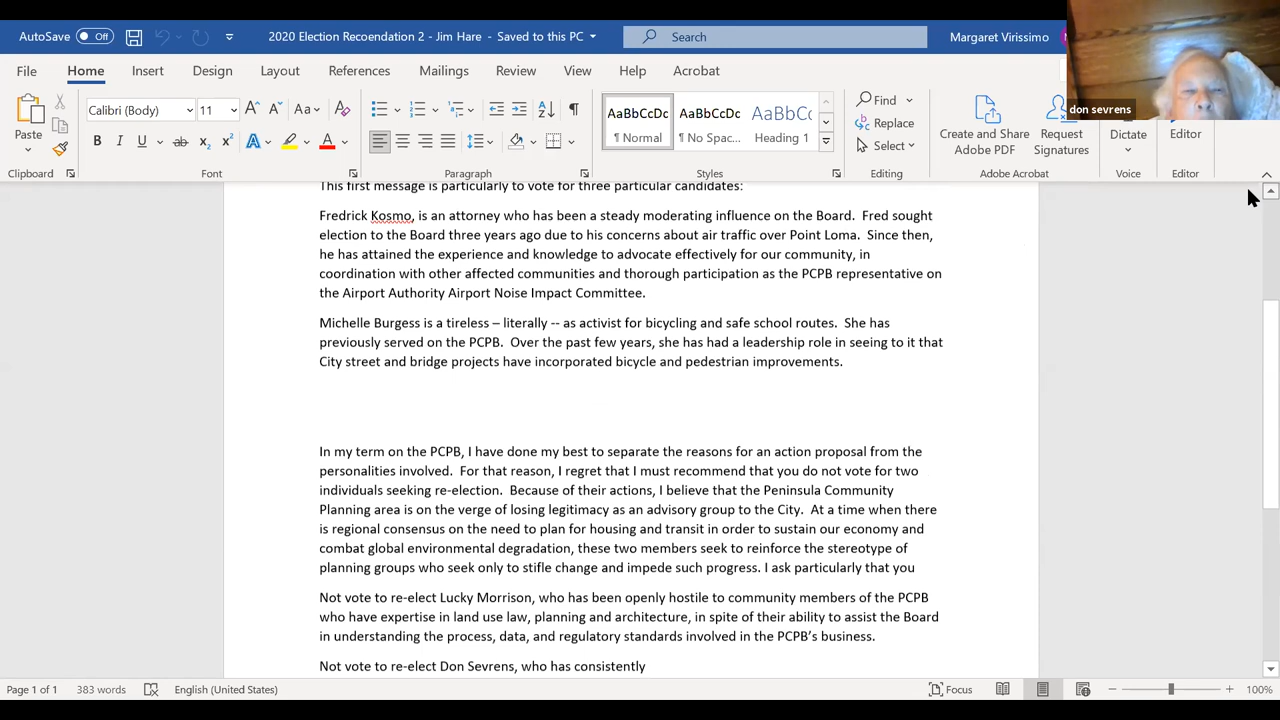 AutoSave Off 2020 Election Recoendation 2 - Jim Hare - Saved to this PC Search Margaret Virissimo
don sevrens
File Home Insert Design Layout References Mailings Review View Help Acrobat
Paste Calibri (Body) 11 Aa AaBbCcDc AaBbCcDc AaBbCc Find Create and Share Request Dictate Editor
B I U ab x2 x2 A A ¶ Normal ¶ No Spac... Heading 1 Replace Adobe PDF Signatures
Select
Clipboard Font Paragraph Styles Editing Adobe Acrobat Voice Editor
This first message is particularly to vote for three particular candidates:
Fredrick Kosmo, is an attorney who has been a steady moderating influence on the Board. Fred sought
election to the Board three years ago due to his concerns about air traffic over Point Loma. Since then,
he has attained the experience and knowledge to advocate effectively for our community, in
coordination with other affected communities and thorough participation as the PCPB representative on
the Airport Authority Airport Noise Impact Committee.
Michelle Burgess is a tireless – literally -- as activist for bicycling and safe school routes. She has
previously served on the PCPB. Over the past few years, she has had a leadership role in seeing to it that
City street and bridge projects have incorporated bicycle and pedestrian improvements.
In my term on the PCPB, I have done my best to separate the reasons for an action proposal from the
personalities involved. For that reason, I regret that I must recommend that you do not vote for two
individuals seeking re-election. Because of their actions, I believe that the Peninsula Community
Planning area is on the verge of losing legitimacy as an advisory group to the City. At a time when there
is regional consensus on the need to plan for housing and transit in order to sustain our economy and
combat global environmental degradation, these two members seek to reinforce the stereotype of
planning groups who seek only to stifle change and impede such progress. I ask particularly that you
Not vote to re-elect Lucky Morrison, who has been openly hostile to community members of the PCPB
who have expertise in land use law, planning and architecture, in spite of their ability to assist the Board
in understanding the process, data, and regulatory standards involved in the PCPB's business.
Not vote to re-elect Don Sevrens, who has consistently
Page 1 of 1 383 words English (United States) Focus 100%